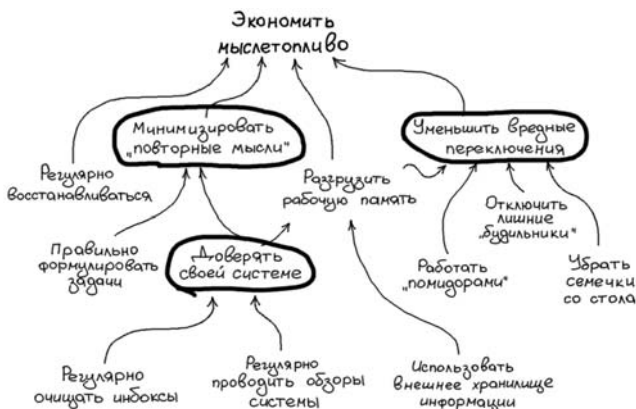 Экономить
мыслетопливо
Минимизировать
„повторные мысли"
Уменьшить вредные
переключения
Регулярно
восстанавливаться
Разгрузить
рабочую память
Отключить
лишние
„будильники"
Правильно
формулировать
задачи
Доверять
своей системе
Работать
„помидорами"
Убрать
семечки
со стола
Регулярно
очищать инбоксы
Регулярно
проводить обзоры
системы
Использовать
внешнее хранилище
информации